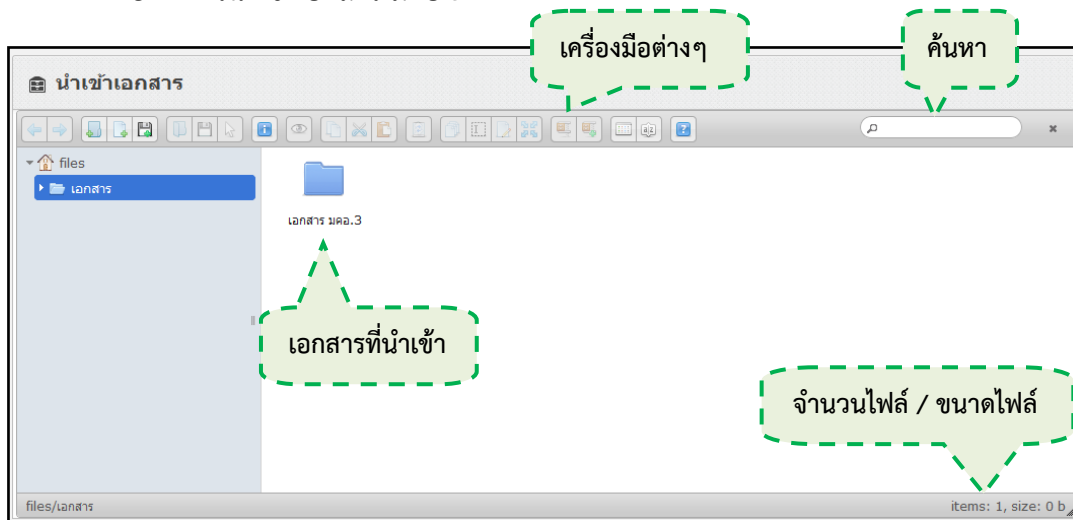 เครื่องมือต่างๆ
ค้นหา
นำเข้าเอกสาร
files
เอกสาร
เอกสาร มคอ.3
เอกสารที่นำเข้า
จำนวนไฟล์ / ขนาดไฟล์
files/เอกสาร
items: 1, size: 0 b